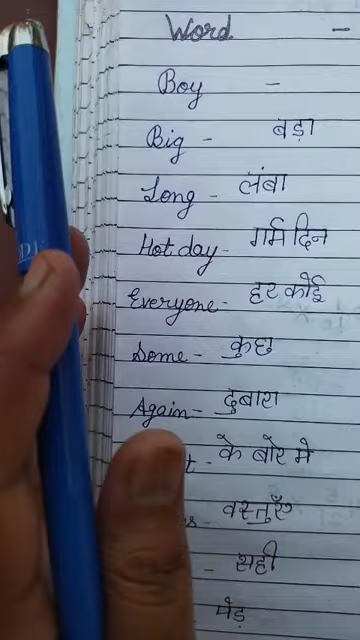 Word -
Boy -
Big - बड़ा
Long - लंबा
Hot day - गर्म दिन
Everyone - हर कोई
Some - कुछ
Again - दुबारा
t - के बोरे मे
s - वस्तुएँ
- सही
पेड़